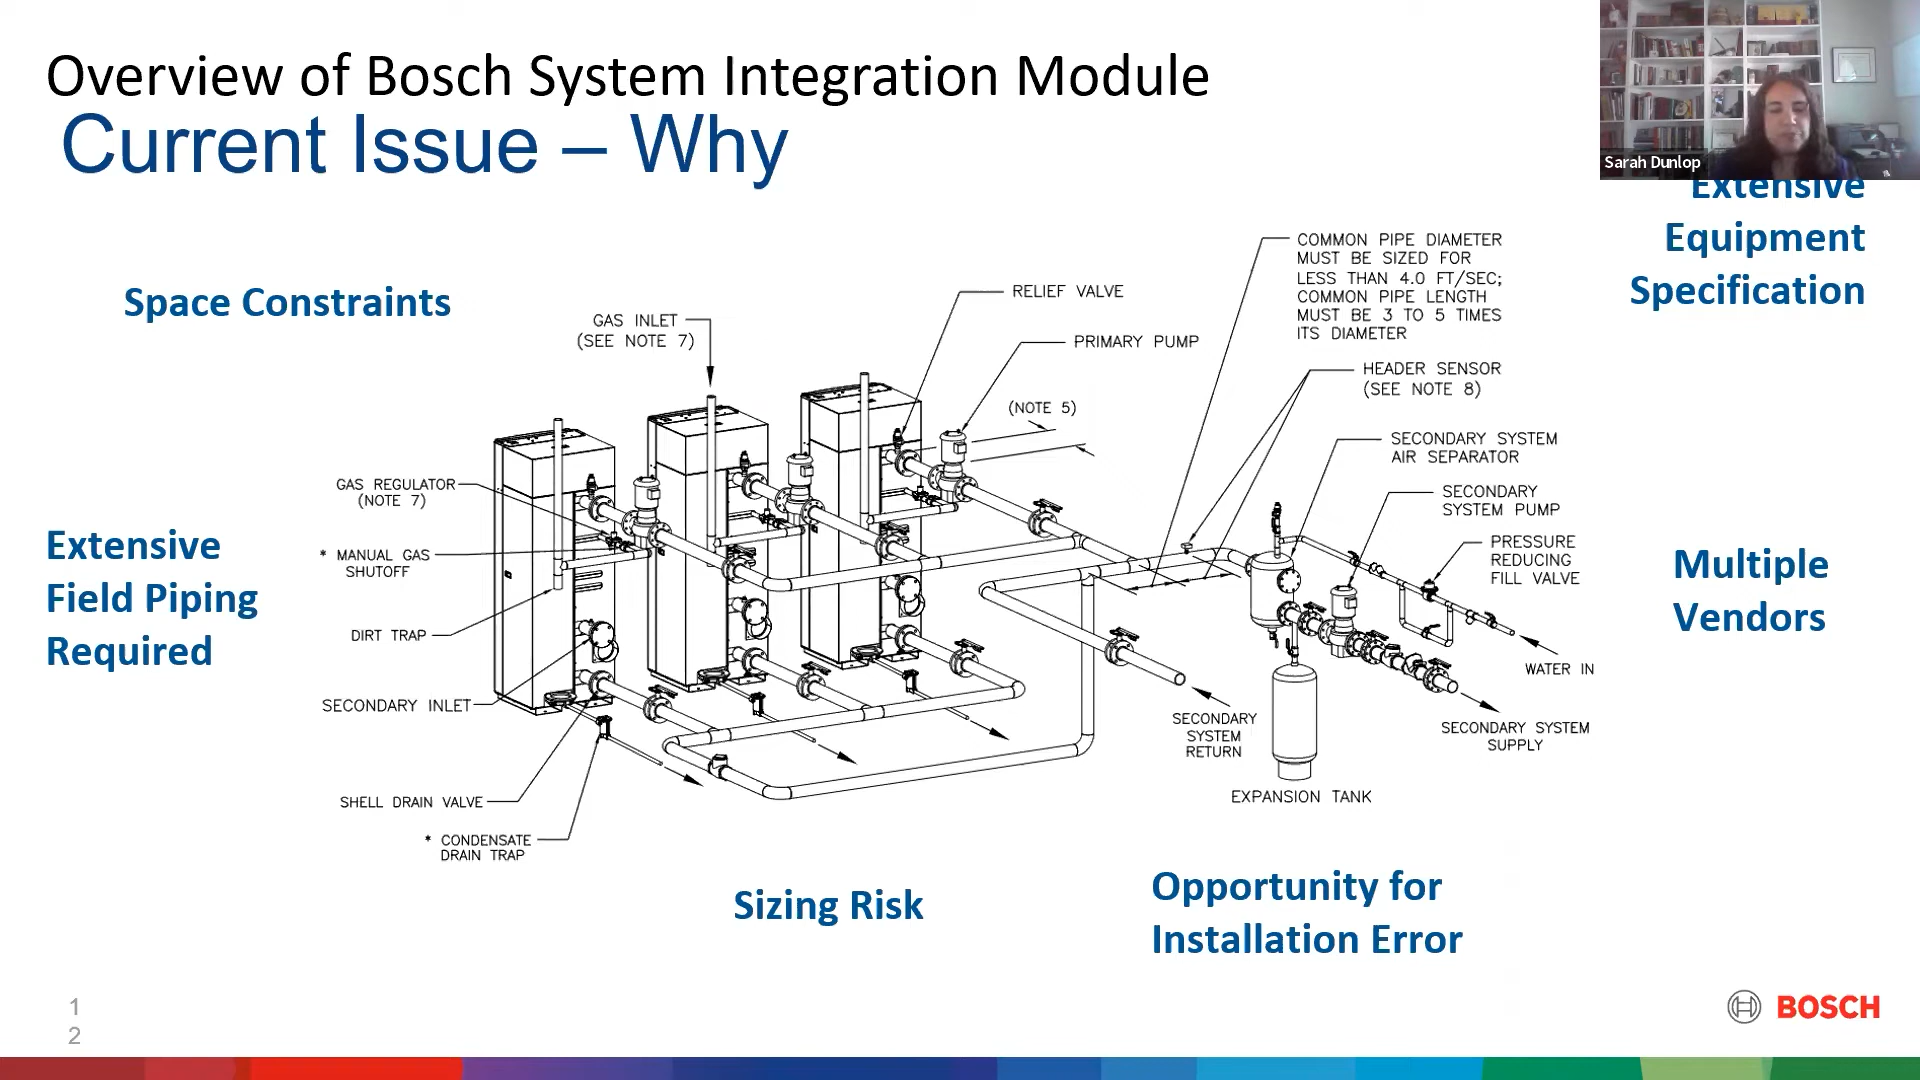 Overview of Bosch System Integration Module
Current Issue – Why
Sarah Dunlop
Extensive
Equipment
Specification
Space Constraints
Extensive
Field Piping
Required
Multiple
Vendors
Sizing Risk
Opportunity for
Installation Error
GAS INLET
(SEE NOTE 7)
RELIEF VALVE
PRIMARY PUMP
(NOTE 5)
COMMON PIPE DIAMETER
MUST BE SIZED FOR
LESS THAN 4.0 FT/SEC;
COMMON PIPE LENGTH
MUST BE 3 TO 5 TIMES
ITS DIAMETER
HEADER SENSOR
(SEE NOTE 8)
SECONDARY SYSTEM
AIR SEPARATOR
SECONDARY
SYSTEM PUMP
PRESSURE
REDUCING
FILL VALVE
WATER IN
SECONDARY SYSTEM
SUPPLY
SECONDARY
SYSTEM
RETURN
EXPANSION TANK
GAS REGULATOR
(NOTE 7)
* MANUAL GAS
SHUTOFF
DIRT TRAP
SECONDARY INLET
SHELL DRAIN VALVE
* CONDENSATE
DRAIN TRAP
1
2
BOSCH